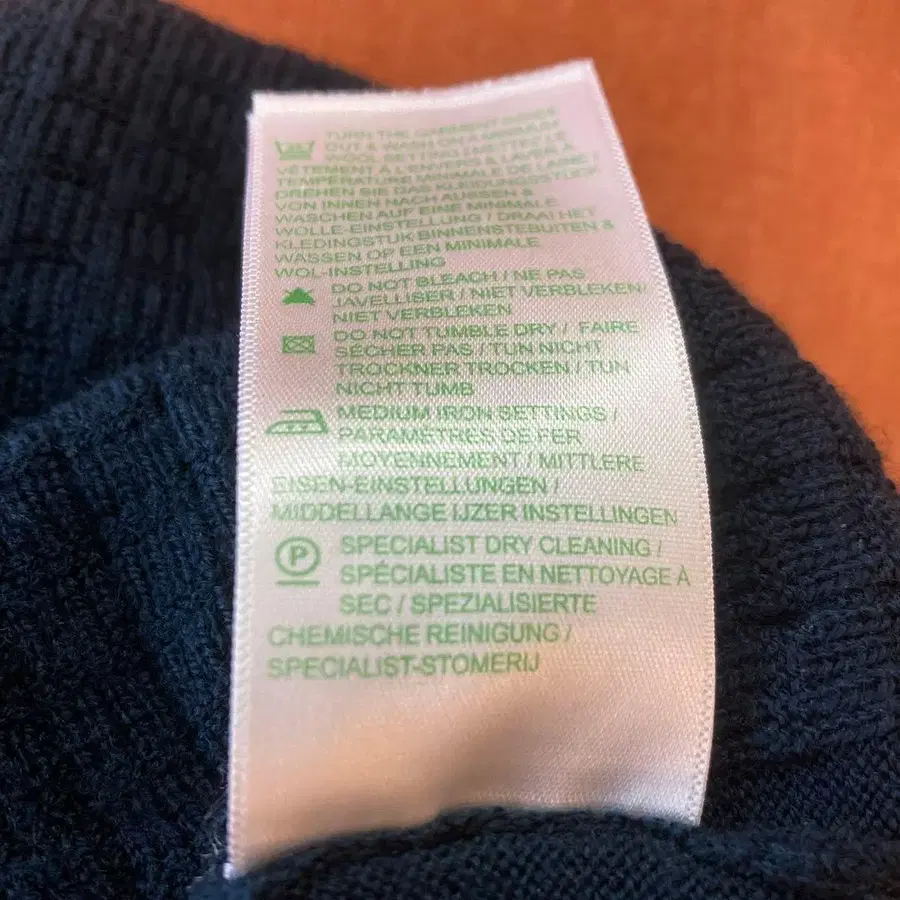 TURN THE GARMENT INSIDE
OUT & WASH ON A MINIMUM
WOOL SETTING / METTEZ LE
VÊTEMENT À L'ENVERS & LAVER À
TEMPERATURE MINIMALE DE LAINE /
DREHEN SIE DAS KLEIDUNGSSTÜCK
VON INNEN NACH AUßEN &
WASCHEN AUF EINE MINIMALE
WOLLE-EINSTELLUNG / DRAAI HET
KLEDINGSTUK BINNENSTEBUITEN &
WASSEN OP EEN MINIMALE
WOL-INSTELLING
DO NOT BLEACH / NE PAS
JAVELLISER / NIET VERBLEKEN/
NIET VERBLEKEN
DO NOT TUMBLE DRY / FAIRE
SÉCHER PAS / TUN NICHT
TROCKNER TROCKEN / TUN
NICHT TUMB
MEDIUM IRON SETTINGS /
PARAMETRES DE FER
MOYENNEMENT / MITTLERE
EISEN-EINSTELLUNGEN /
MIDDELLANGE IJZER INSTELLINGEN
P SPECIALIST DRY CLEANING /
SPÉCIALISTE EN NETTOYAGE À
SEC / SPEZIALISIERTE
CHEMISCHE REINIGUNG /
SPECIALIST-STOMERIJ